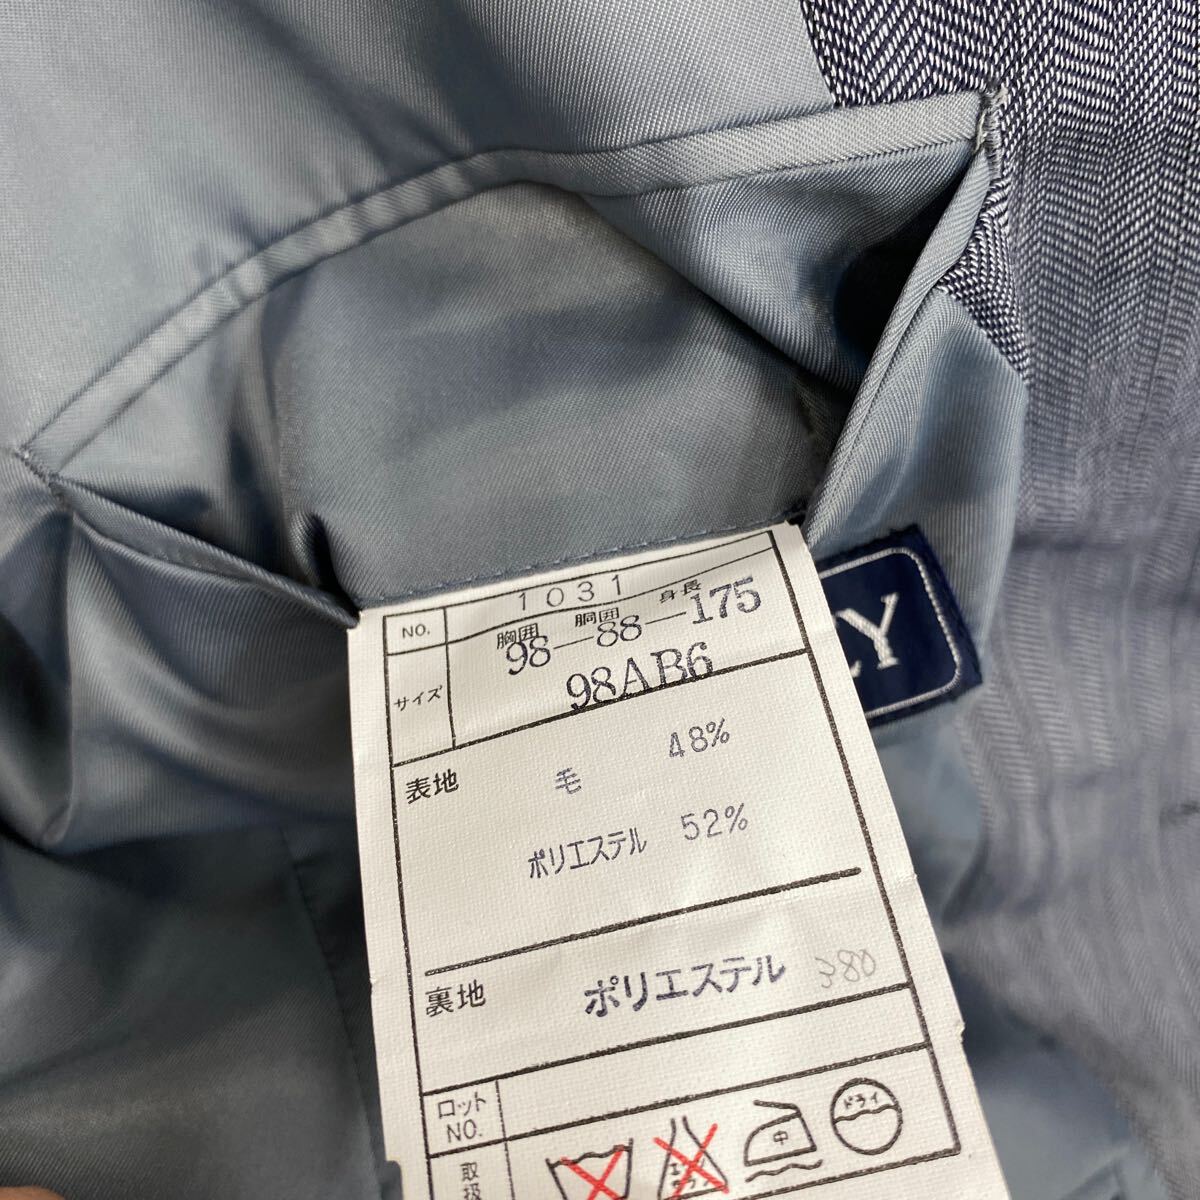 NO. 1031
胸囲 胴囲 身長
サイズ 98-88-175
98AB6
表地 毛 48%
ポリエステル 52%
裏地 ポリエステル 380
ロット
NO.
取
扱
中 ドライ
LY